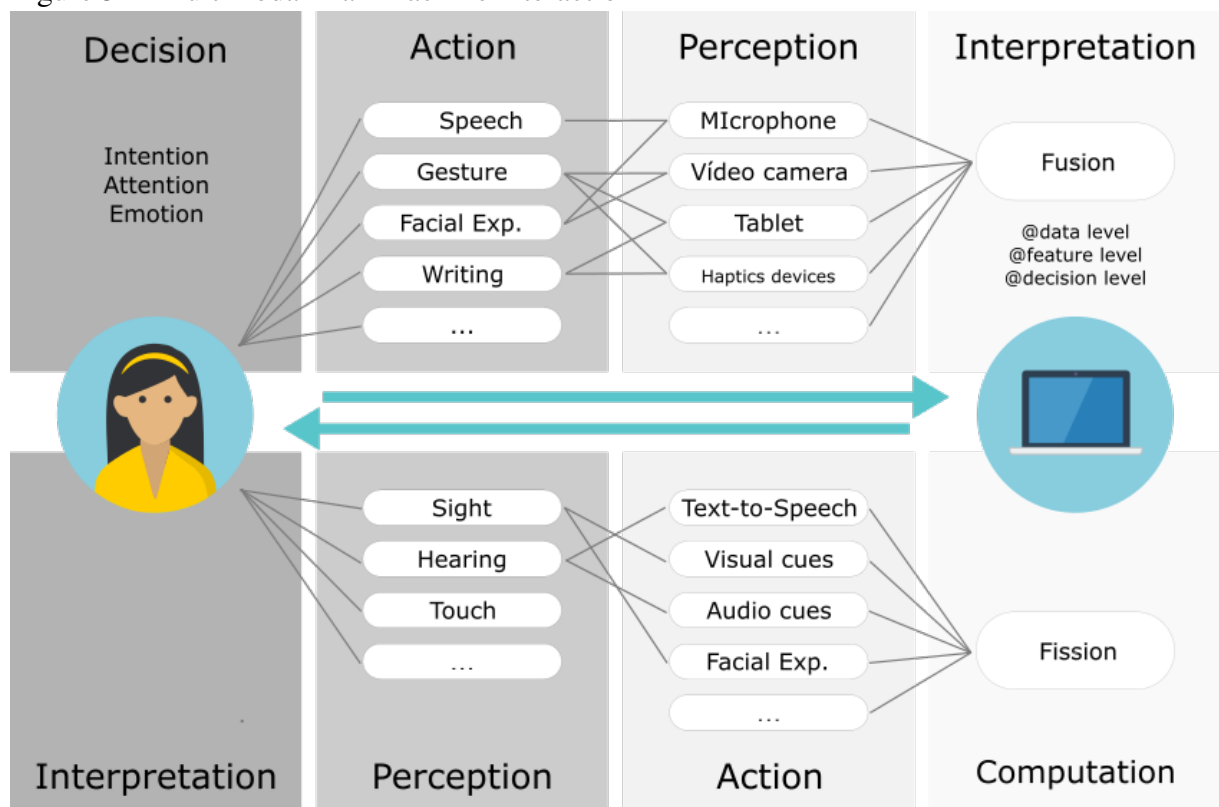 Decision
Action
Perception
Interpretation
Intention
Attention
Emotion
Speech
Gesture
Facial Exp.
Writing
...
MIcrophone
Vídeo camera
Tablet
Haptics devices
...
Fusion
@data level
@feature level
@decision level
Sight
Hearing
Touch
...
Text-to-Speech
Visual cues
Audio cues
Facial Exp.
...
Fission
.
Interpretation
Perception
Action
Computation